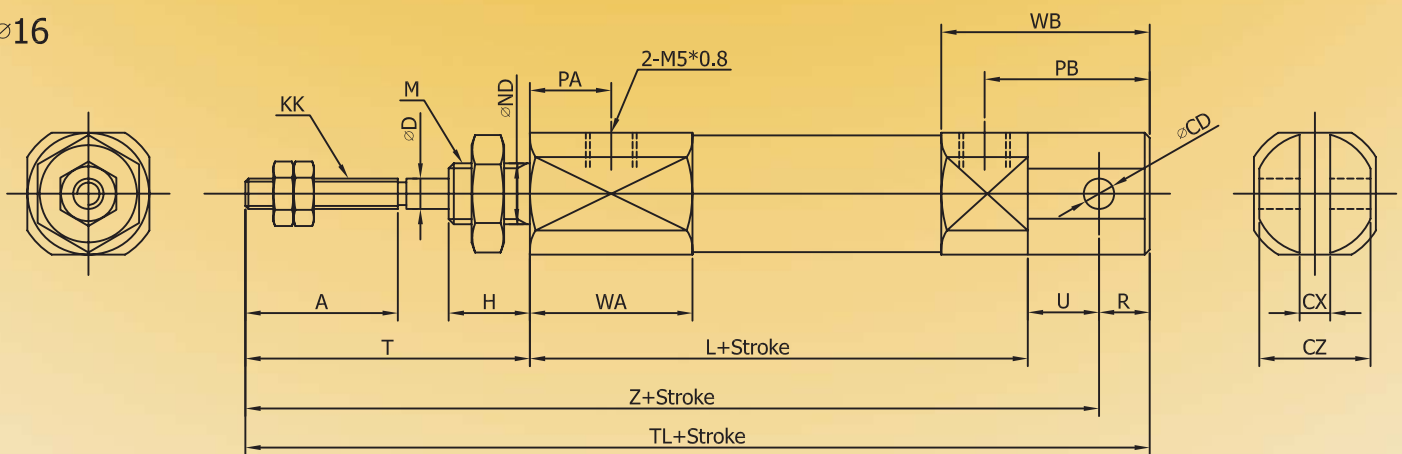 ⌀16
WB
2-M5*0.8
PA
PB
M
KK
⌀D
⌀ND
⌀CD
A
H
WA
U
R
CX
T
L+Stroke
CZ
Z+Stroke
TL+Stroke